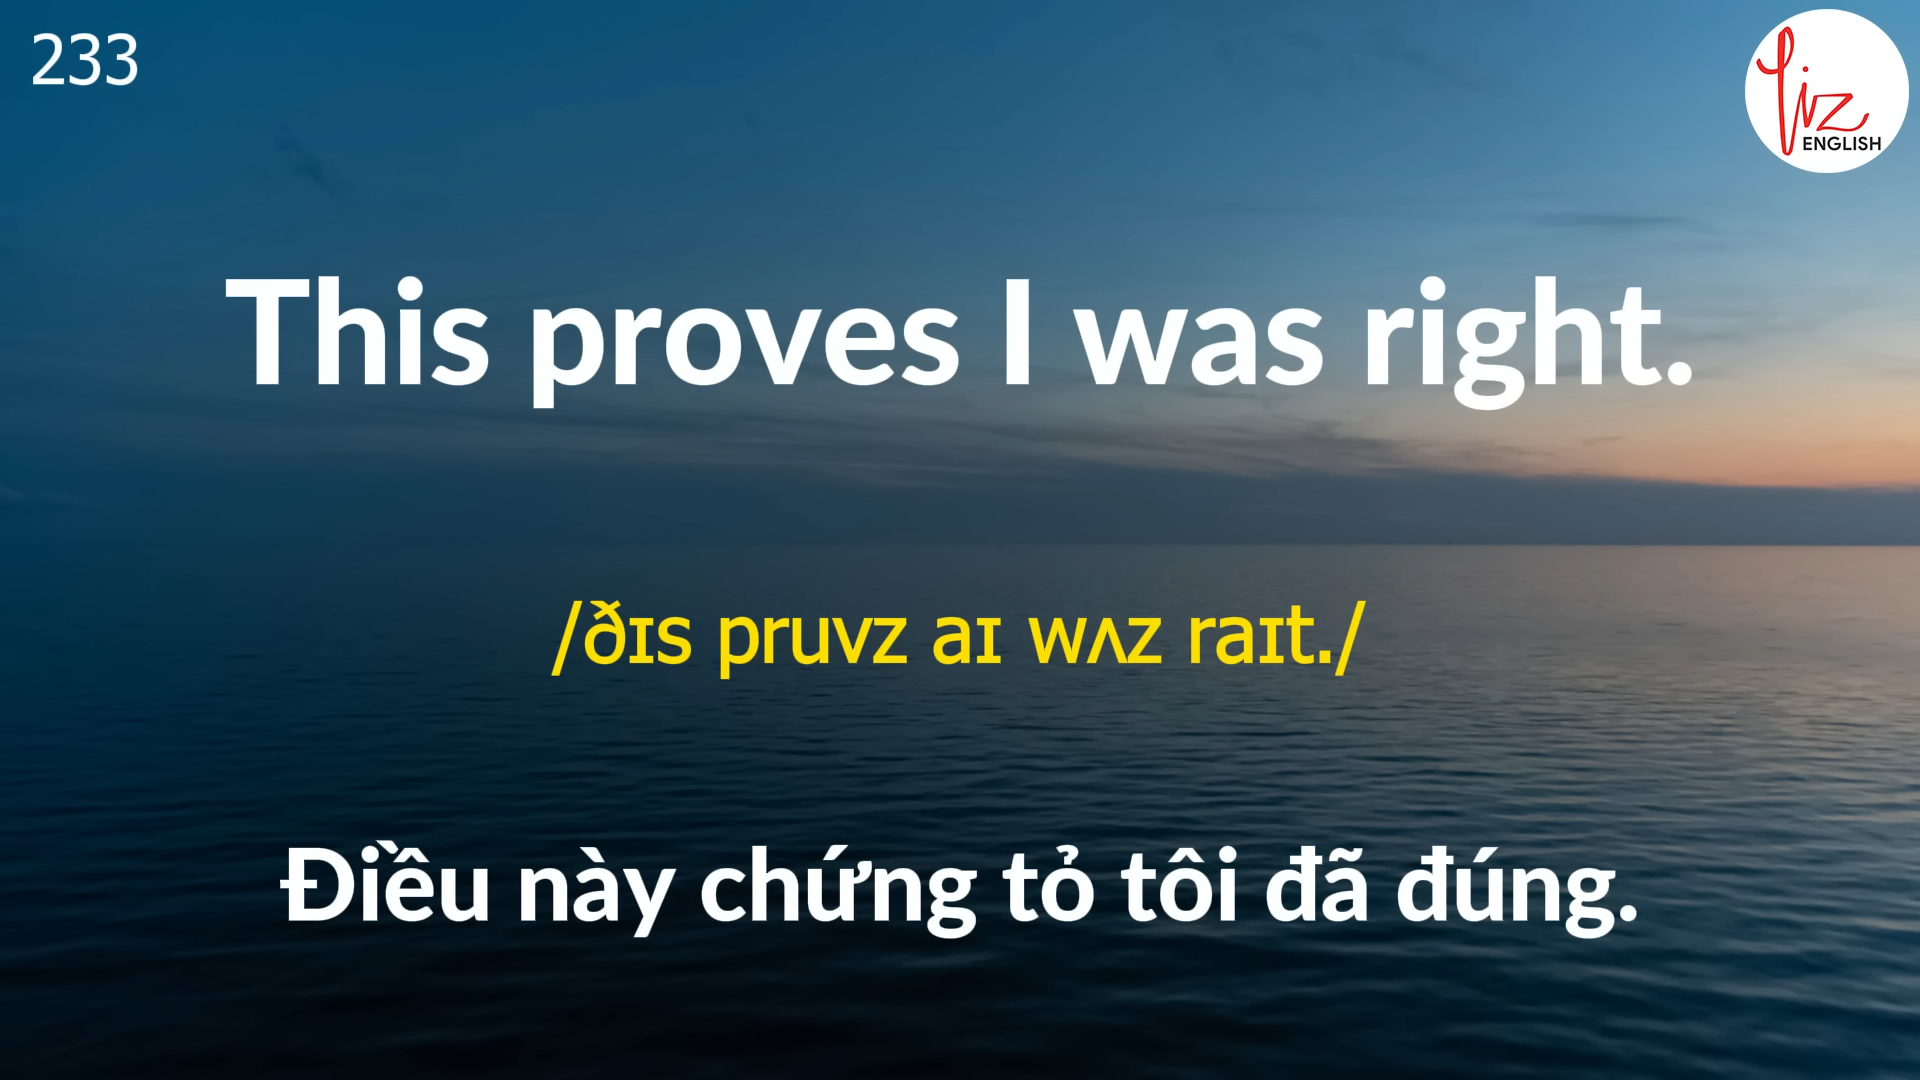 233
Liz
ENGLISH
This proves I was right.
/ðɪs pruvz aɪ wʌz raɪt./
Điều này chứng tỏ tôi đã đúng.